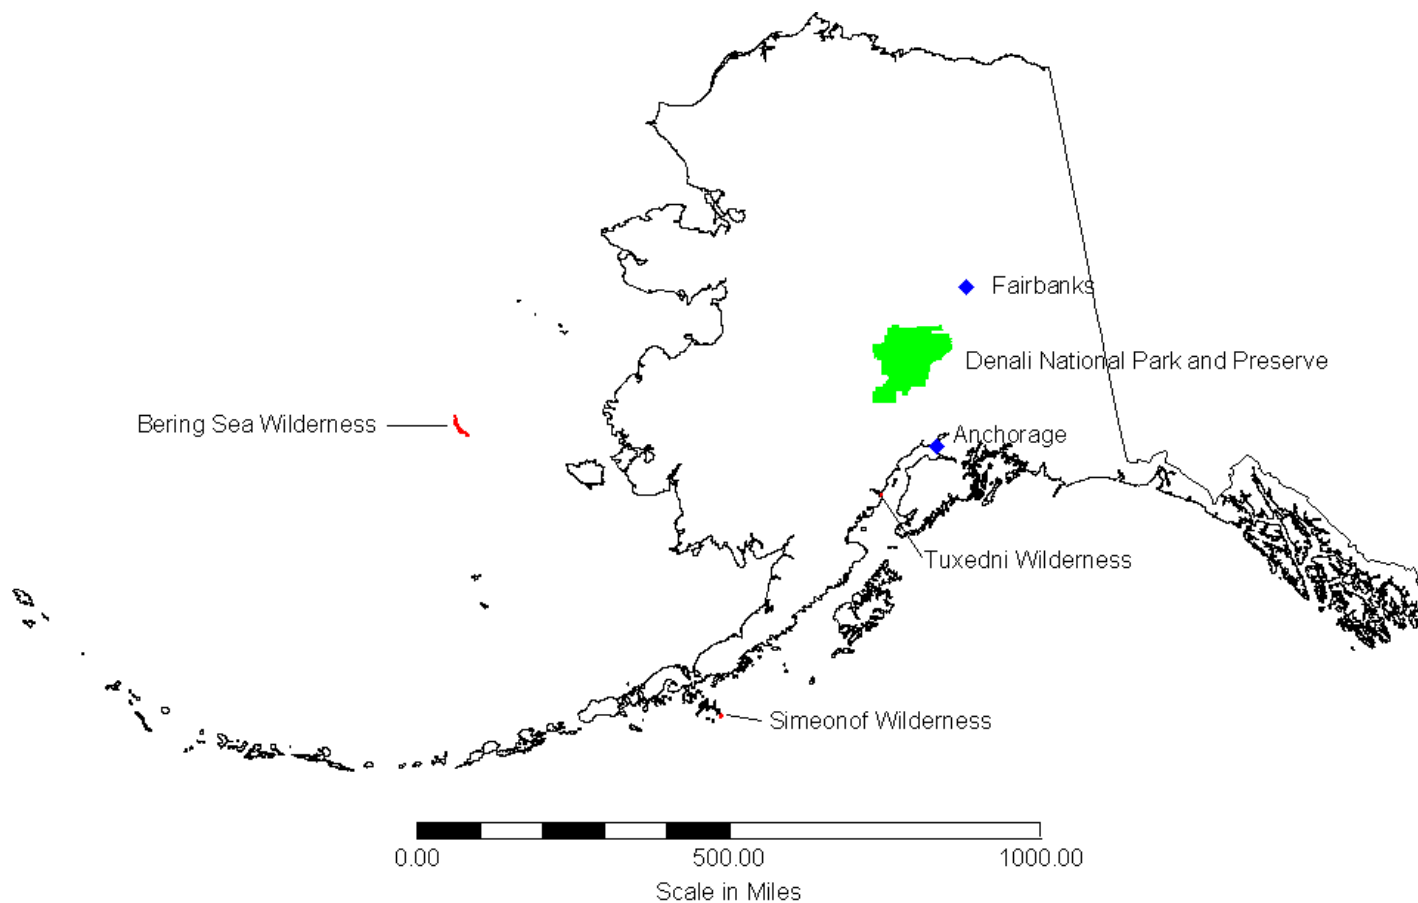 Fairbanks
Denali National Park and Preserve
Bering Sea Wilderness
Anchorage
Tuxedni Wilderness
Simeonof Wilderness
0.00 500.00 1000.00
Scale in Miles